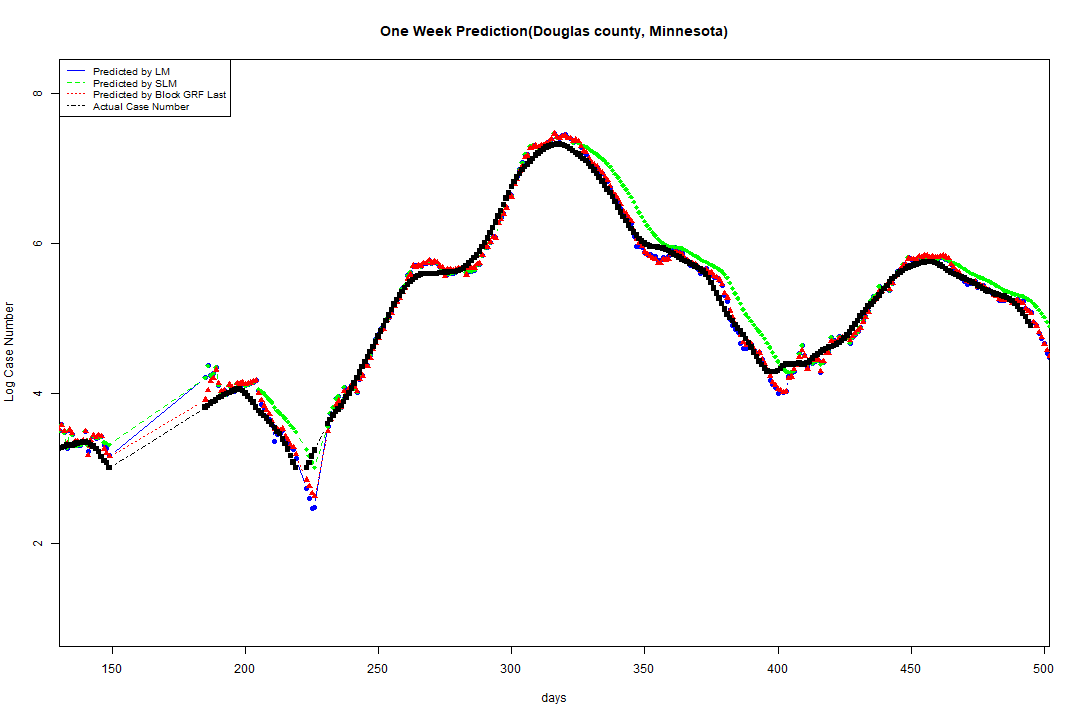 One Week Prediction(Douglas county, Minnesota)
Predicted by LM
Predicted by SLM
Predicted by Block GRF Last
Actual Case Number
8
6
4
2
Log Case Number
150 200 250 300 350 400 450 500
days